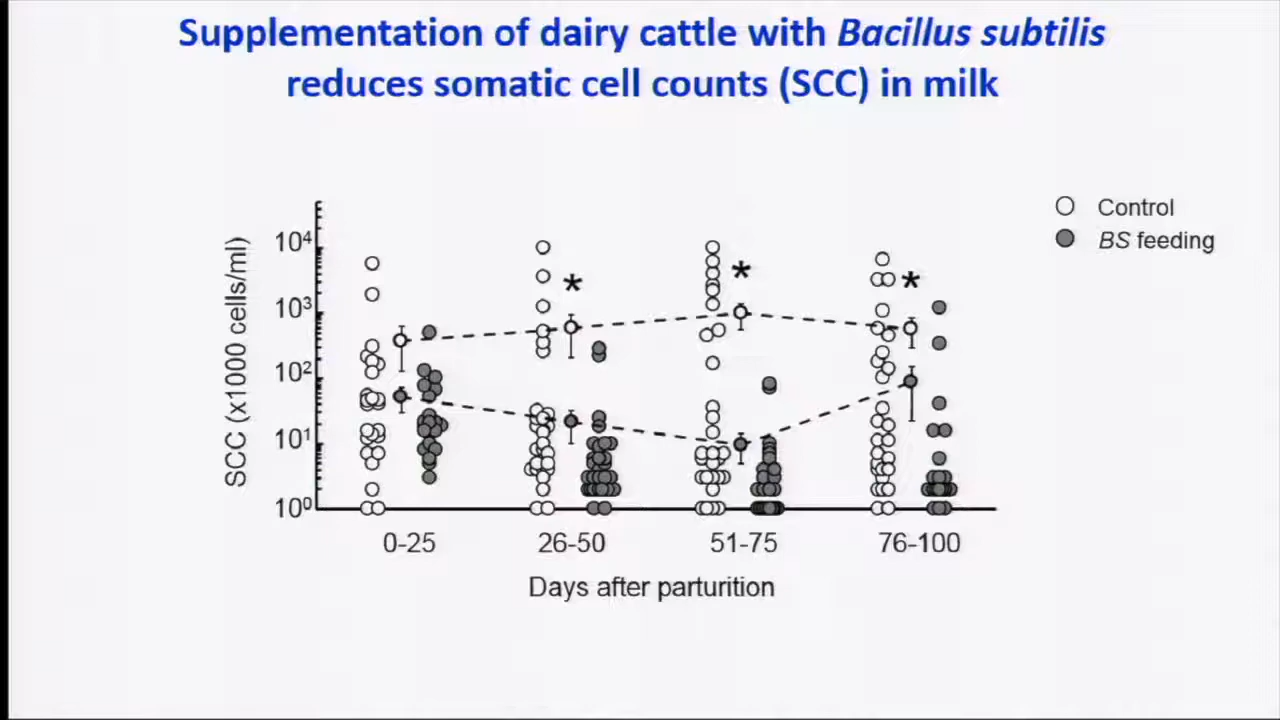 Supplementation of dairy cattle with Bacillus subtilis
reduces somatic cell counts (SCC) in milk
Control
BS feeding
SCC (x1000 cells/ml)
10⁴
10³
10²
10¹
10⁰
*
*
*
0-25
26-50
51-75
76-100
Days after parturition